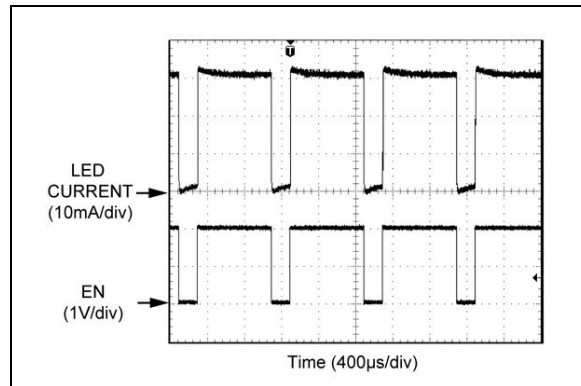 T
LED
CURRENT
(10mA/div)
EN
(1V/div)
Time (400µs/div)